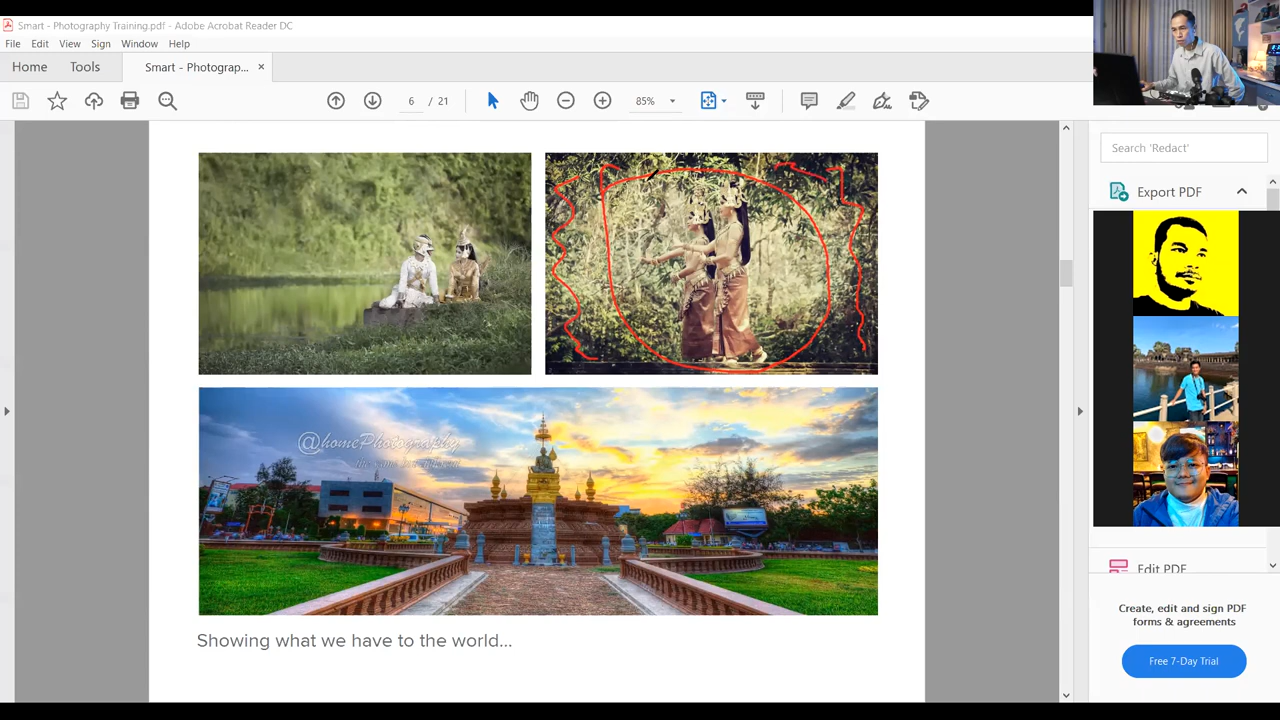 Smart - Photography Training.pdf - Adobe Acrobat Reader DC
File Edit View Sign Window Help
Home Tools Smart - Photograp... ×
6 / 21 85%
Search 'Redact'
Export PDF
@homePhotography
Showing what we have to the world...
Edit PDF
Create, edit and sign PDF
forms & agreements
Free 7-Day Trial